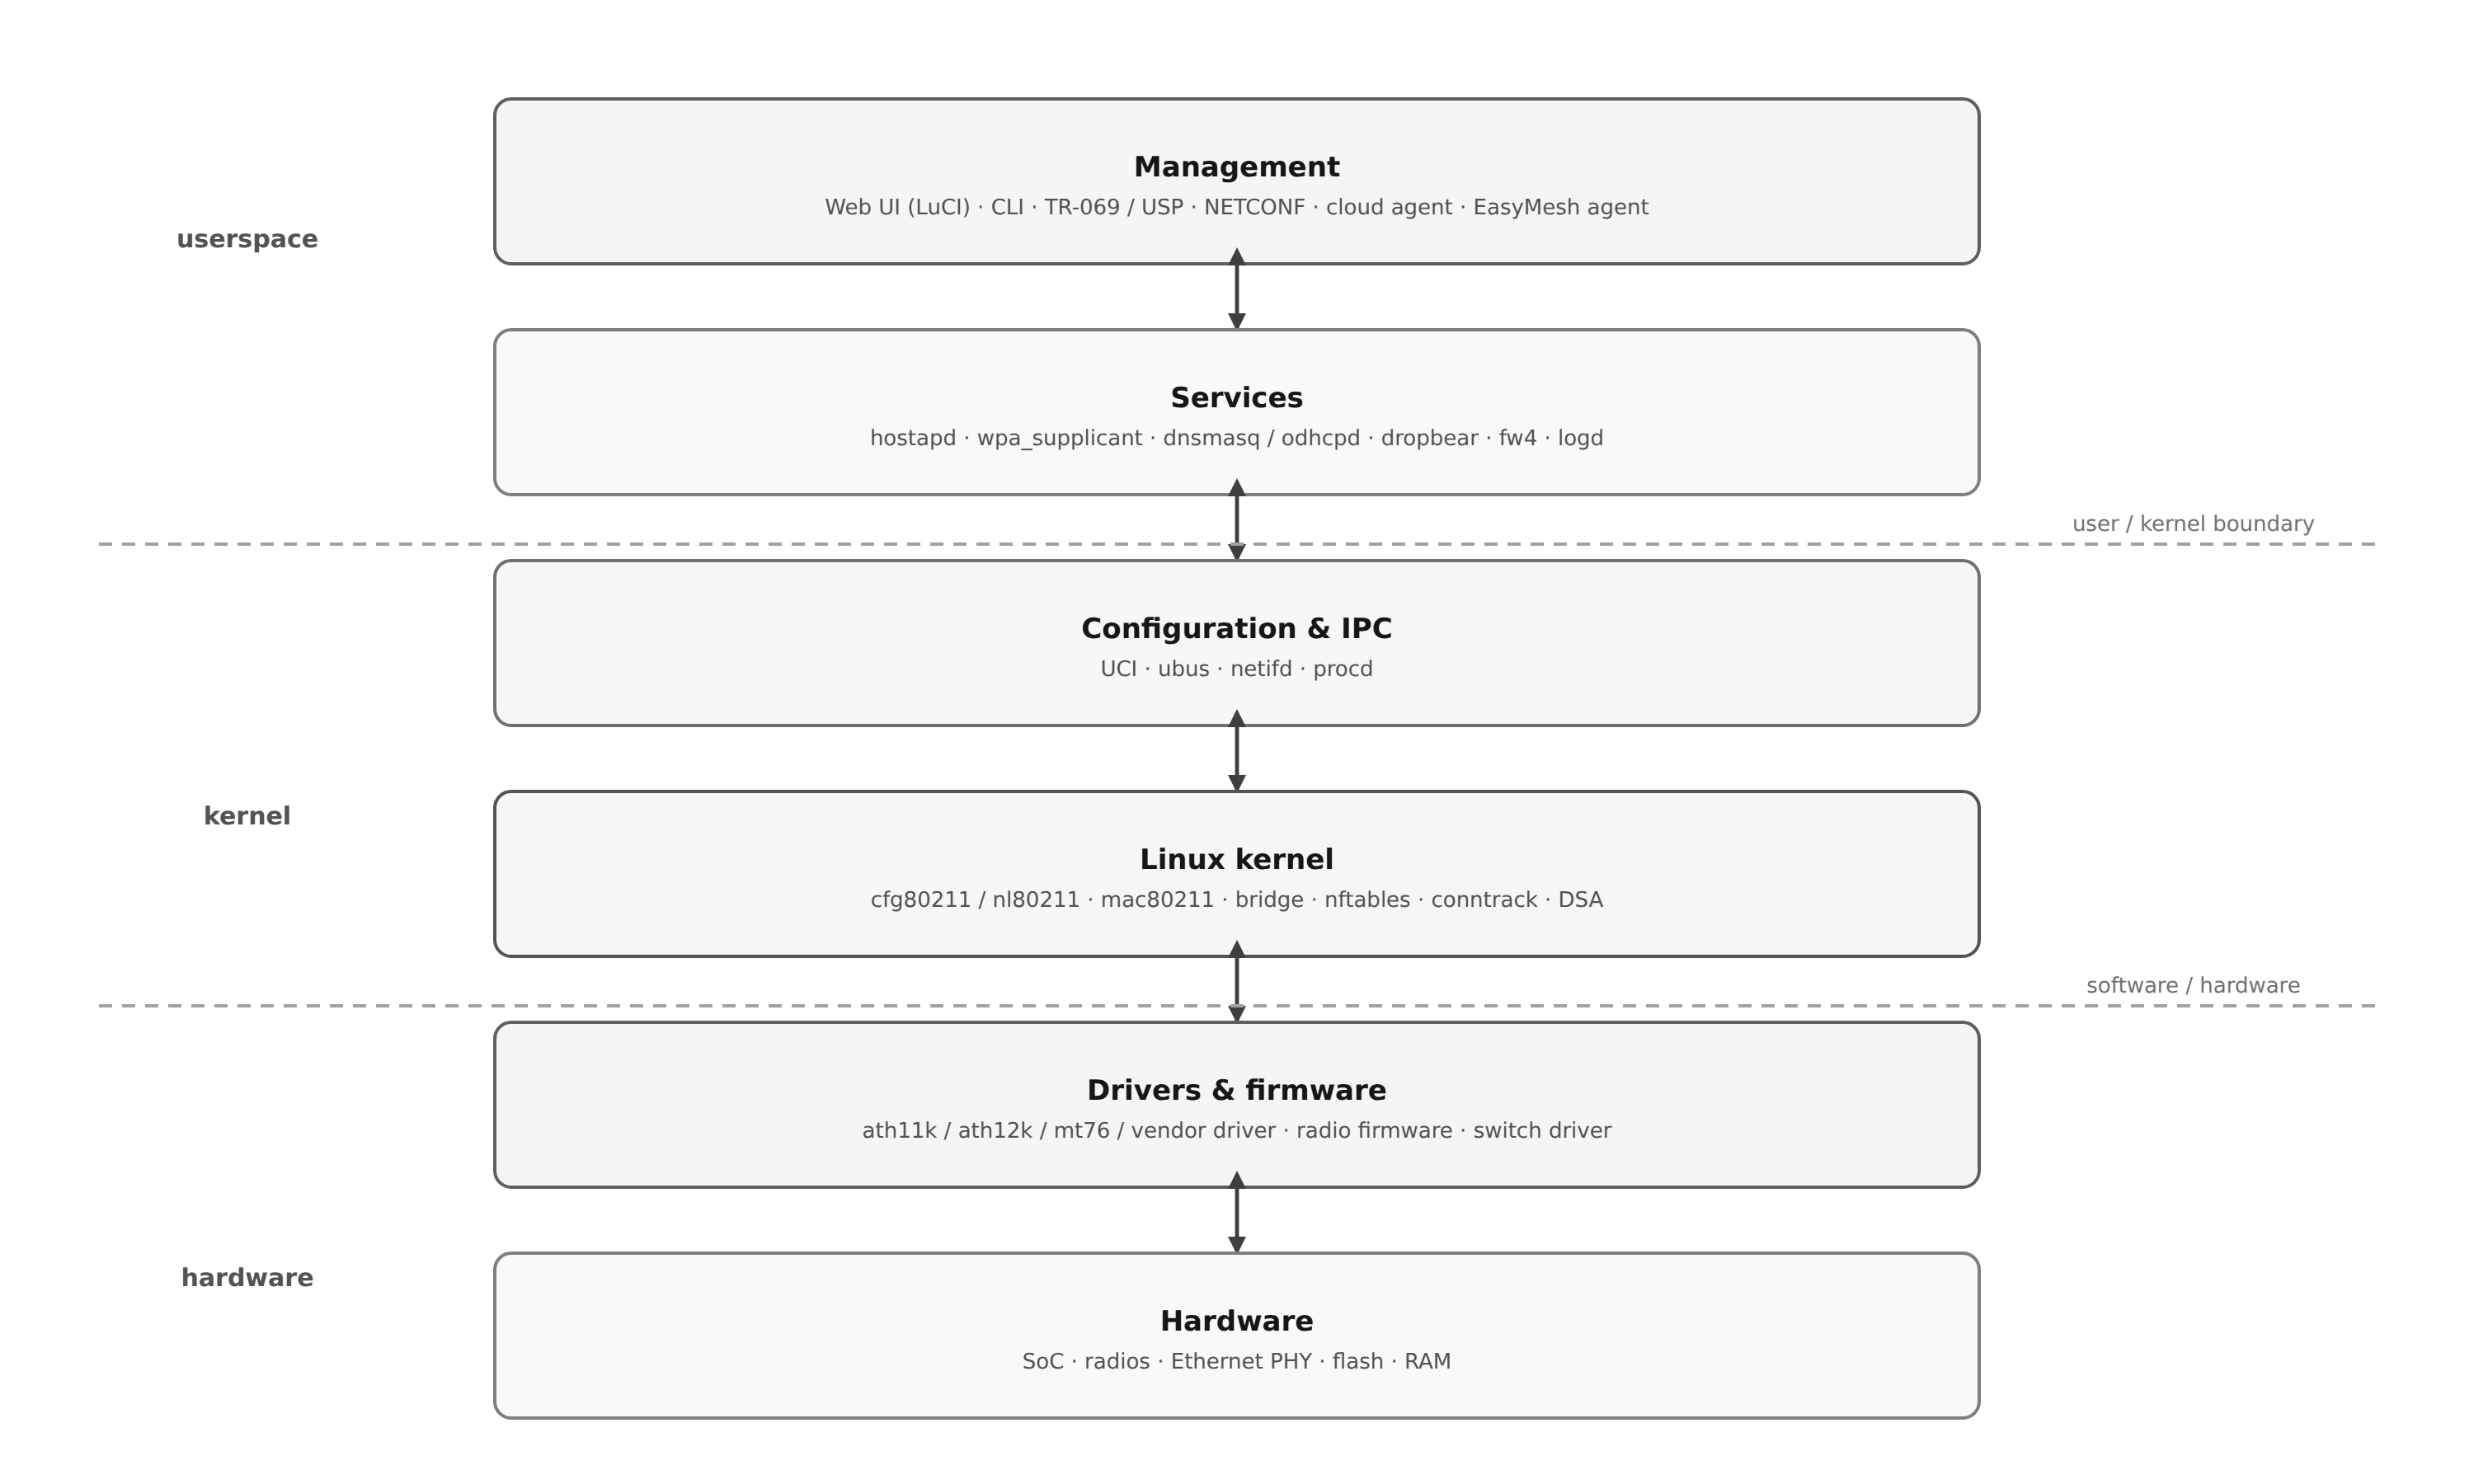 Management
Web UI (LuCI) · CLI · TR-069 / USP · NETCONF · cloud agent · EasyMesh agent
userspace
Services
hostapd · wpa_supplicant · dnsmasq / odhcpd · dropbear · fw4 · logd
user / kernel boundary
Configuration & IPC
UCI · ubus · netifd · procd
kernel
Linux kernel
cfg80211 / nl80211 · mac80211 · bridge · nftables · conntrack · DSA
software / hardware
Drivers & firmware
ath11k / ath12k / mt76 / vendor driver · radio firmware · switch driver
hardware
Hardware
SoC · radios · Ethernet PHY · flash · RAM